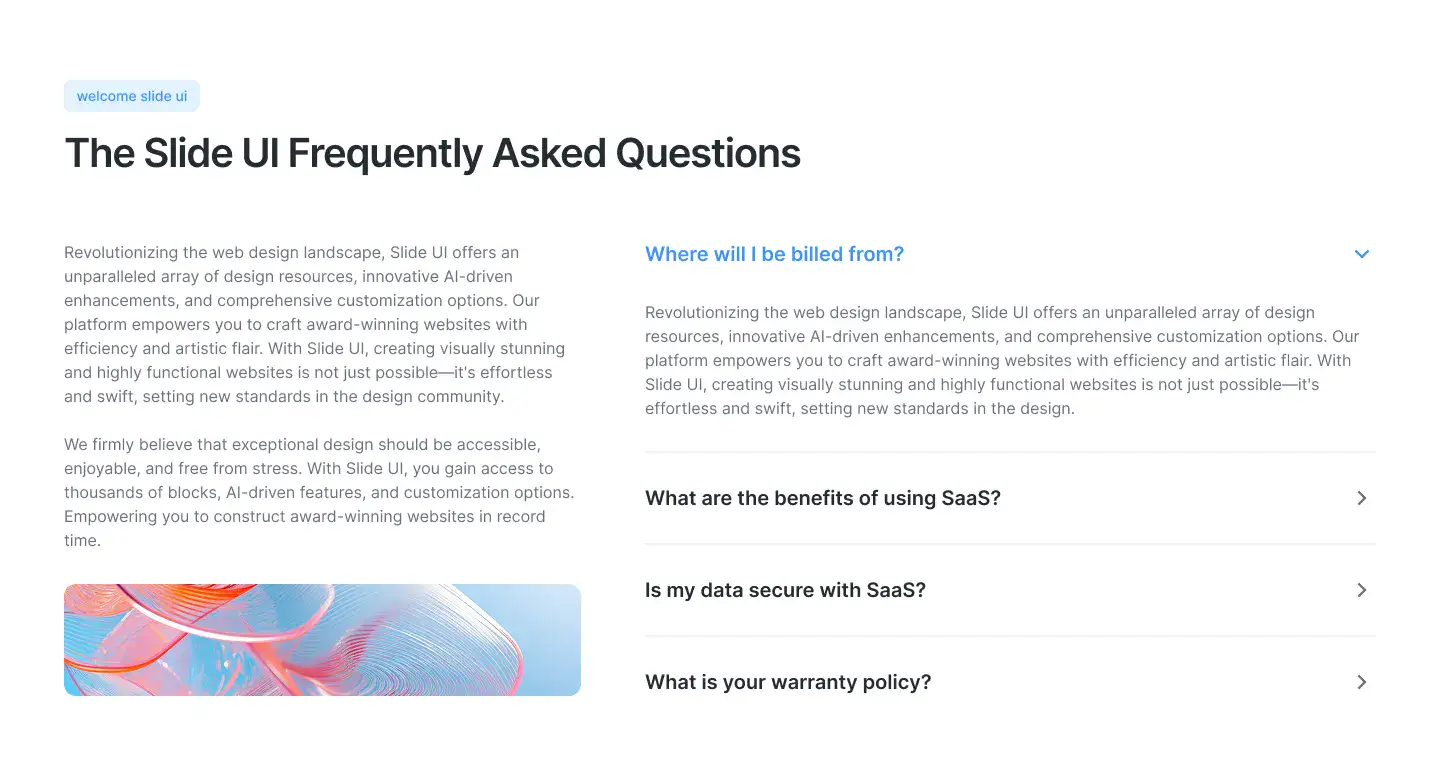 welcome slide ui
The Slide UI Frequently Asked Questions
Revolutionizing the web design landscape, Slide UI offers an
unparalleled array of design resources, innovative AI-driven
enhancements, and comprehensive customization options. Our
platform empowers you to craft award-winning websites with
efficiency and artistic flair. With Slide UI, creating visually stunning
and highly functional websites is not just possible—it's effortless
and swift, setting new standards in the design community.
We firmly believe that exceptional design should be accessible,
enjoyable, and free from stress. With Slide UI, you gain access to
thousands of blocks, AI-driven features, and customization options.
Empowering you to construct award-winning websites in record
time.
Where will I be billed from?
Revolutionizing the web design landscape, Slide UI offers an unparalleled array of design
resources, innovative AI-driven enhancements, and comprehensive customization options. Our
platform empowers you to craft award-winning websites with efficiency and artistic flair. With
Slide UI, creating visually stunning and highly functional websites is not just possible—it's
effortless and swift, setting new standards in the design.
What are the benefits of using SaaS?
Is my data secure with SaaS?
What is your warranty policy?